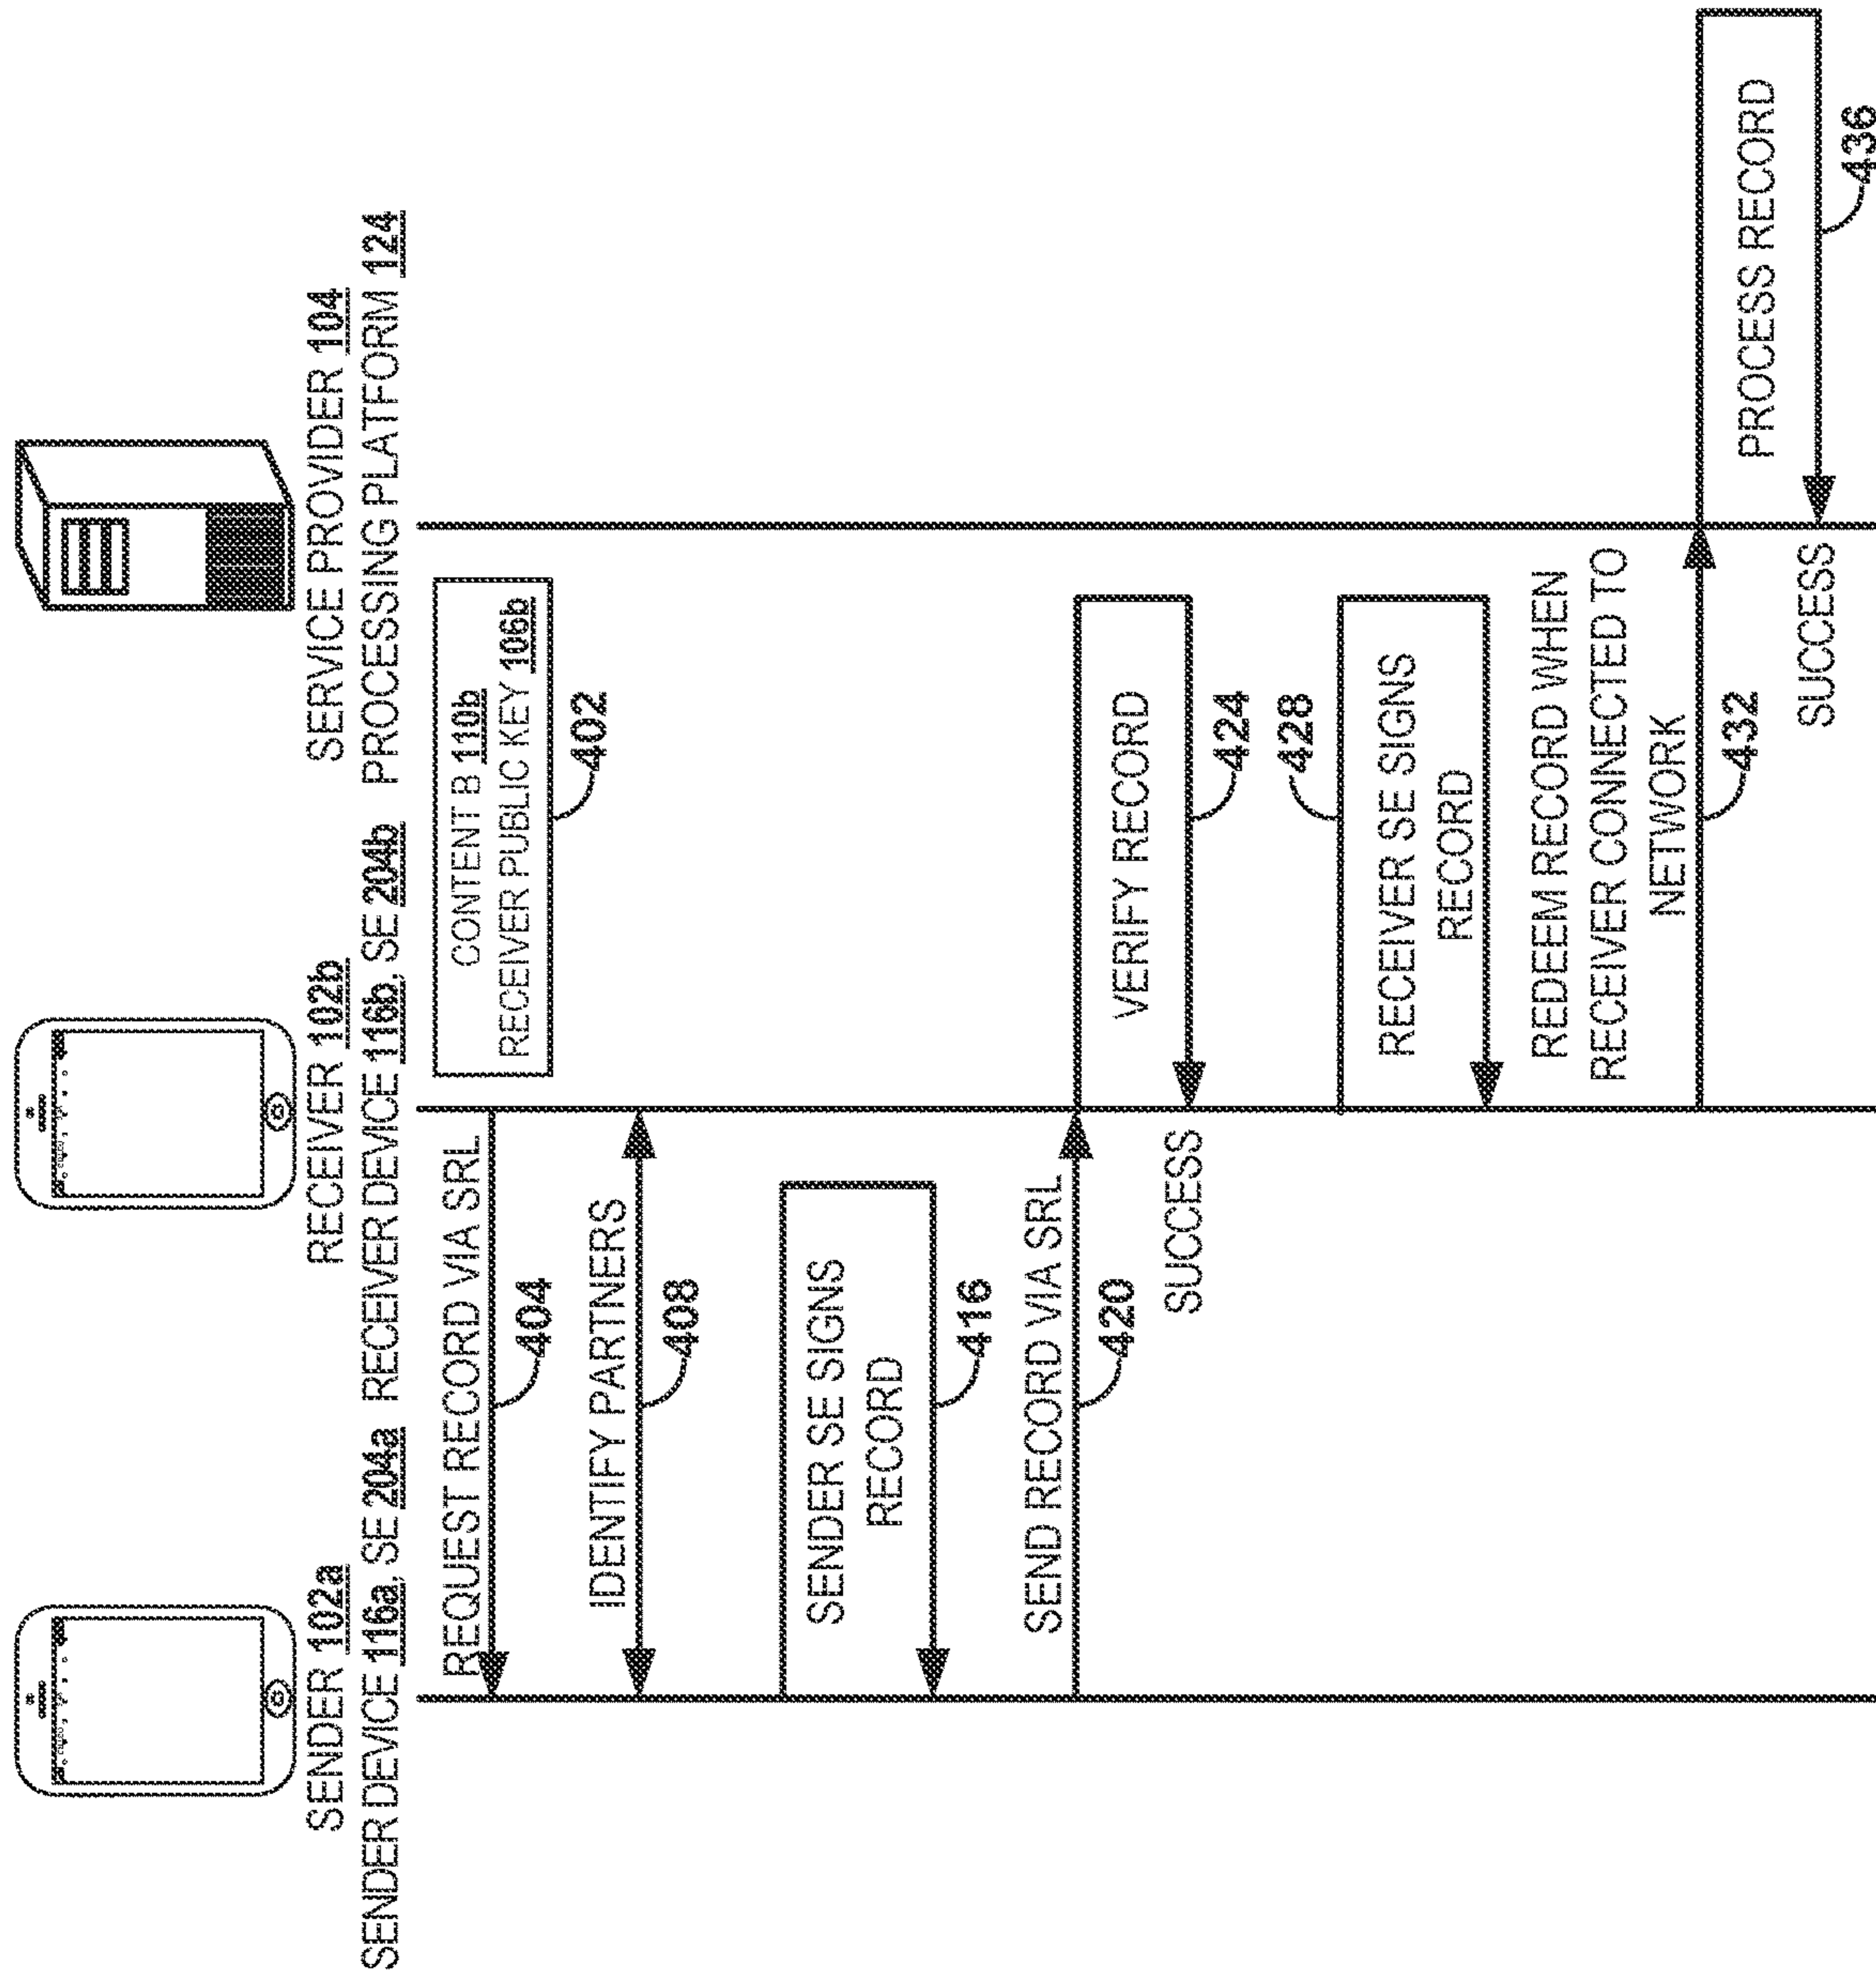 SENDER 102a
SENDER DEVICE 116a, SE 204a
RECEIVER 102b
RECEIVER DEVICE 116b, SE 204b
SERVICE PROVIDER 104
PROCESSING PLATFORM 124
CONTENT B 110b
RECEIVER PUBLIC KEY 106b
402
REQUEST RECORD VIA SRL
404
IDENTIFY PARTNERS
408
SENDER SE SIGNS
RECORD
416
SEND RECORD VIA SRL
420
VERIFY RECORD
SUCCESS
424
428
RECEIVER SE SIGNS
RECORD
REDEEM RECORD WHEN
RECEIVER CONNECTED TO
NETWORK
432
PROCESS RECORD
SUCCESS
436